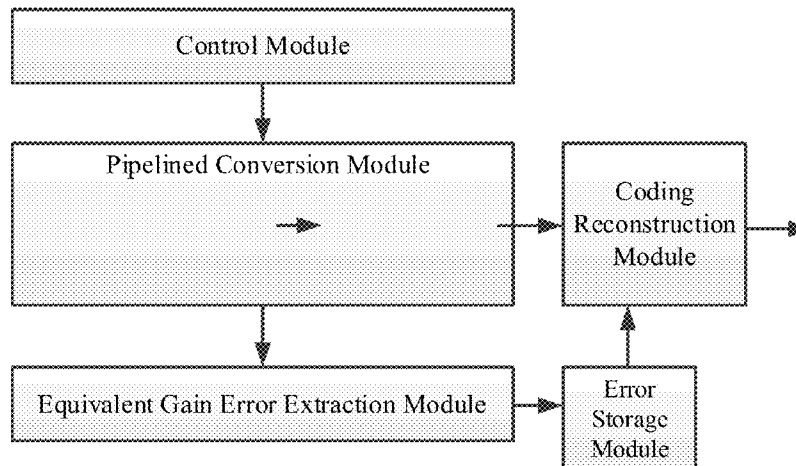 Control Module
Pipelined Conversion Module
Coding
Reconstruction
Module
Equivalent Gain Error Extraction Module
Error
Storage
Module